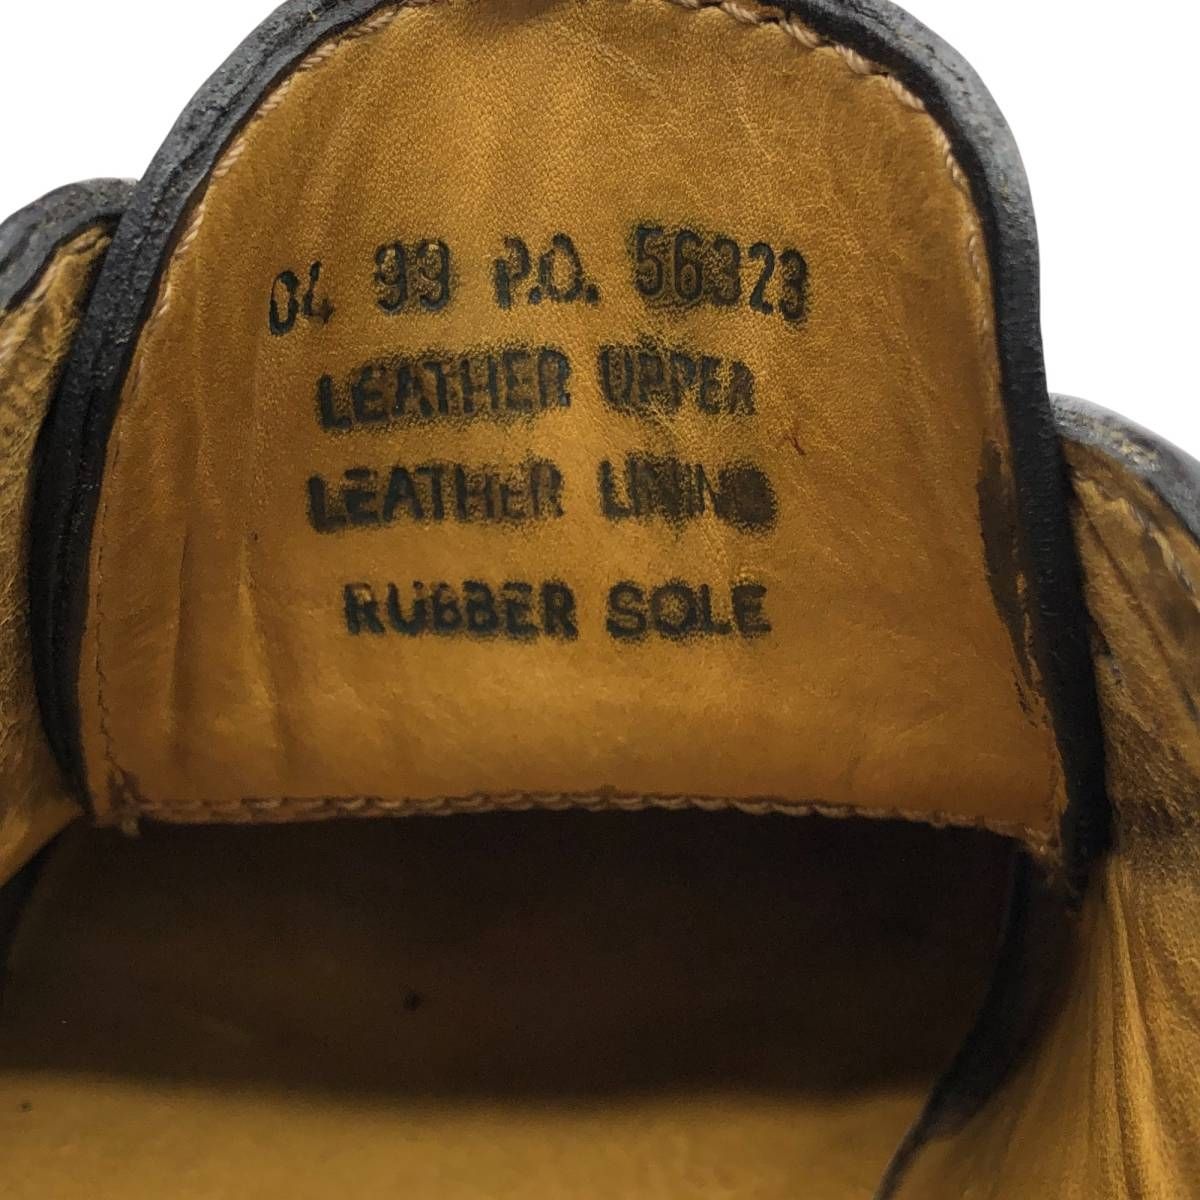 04 99 P.O. 56323
LEATHER UPPER
LEATHER LINING
RUBBER SOLE